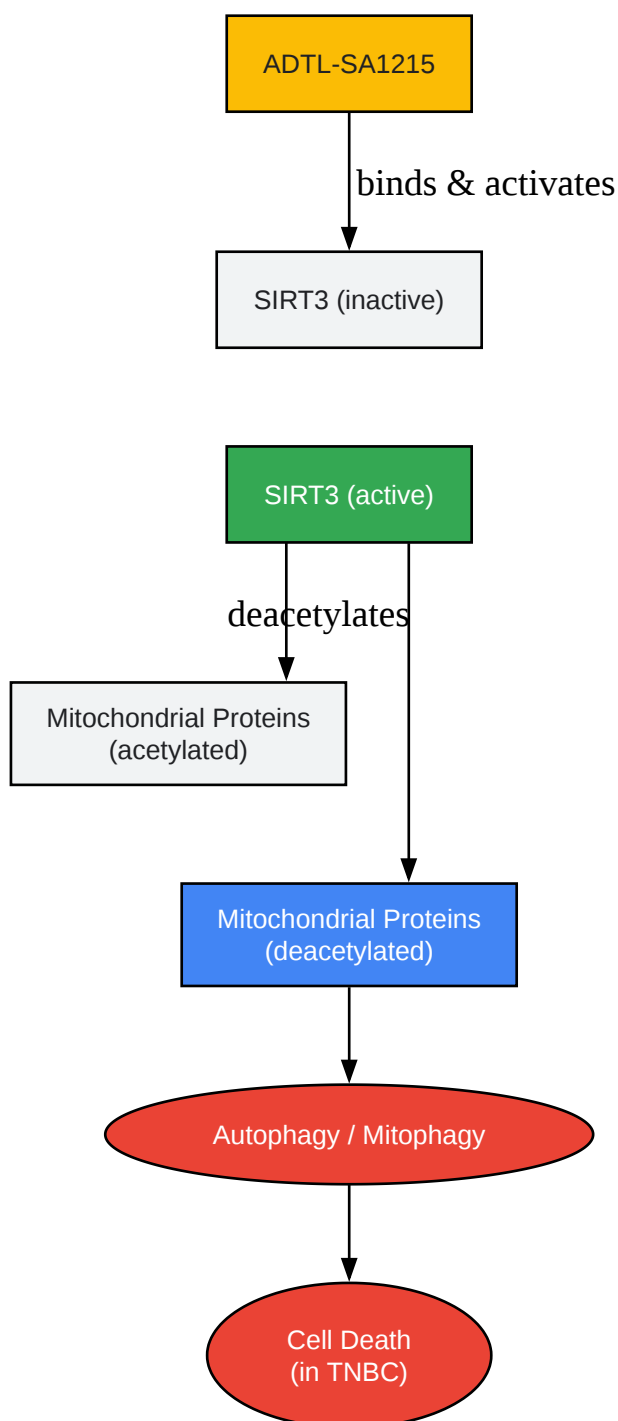 ADTL-SA1215
binds & activates
SIRT3 (inactive)
SIRT3 (active)
deacetylates
Mitochondrial Proteins
(acetylated)
Mitochondrial Proteins
(deacetylated)
Autophagy / Mitophagy
Cell Death
(in TNBC)